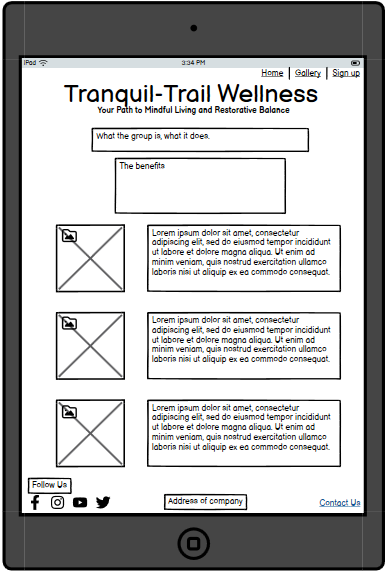 iPad 3:34 PM
Home Gallery Sign up
Tranquil-Trail Wellness
Your Path to Mindful Living and Restorative Balance
What the group is, what it does.
The benefits
Lorem ipsum dolor sit amet, consectetur
adipiscing elit, sed do eiusmod tempor incididunt
ut labore et dolore magna aliqua. Ut enim ad
minim veniam, quis nostrud exercitation ullamco
laboris nisi ut aliquip ex ea commodo consequat.
Lorem ipsum dolor sit amet, consectetur
adipiscing elit, sed do eiusmod tempor incididunt
ut labore et dolore magna aliqua. Ut enim ad
minim veniam, quis nostrud exercitation ullamco
laboris nisi ut aliquip ex ea commodo consequat.
Lorem ipsum dolor sit amet, consectetur
adipiscing elit, sed do eiusmod tempor incididunt
ut labore et dolore magna aliqua. Ut enim ad
minim veniam, quis nostrud exercitation ullamco
laboris nisi ut aliquip ex ea commodo consequat.
Follow Us
Address of company
Contact Us